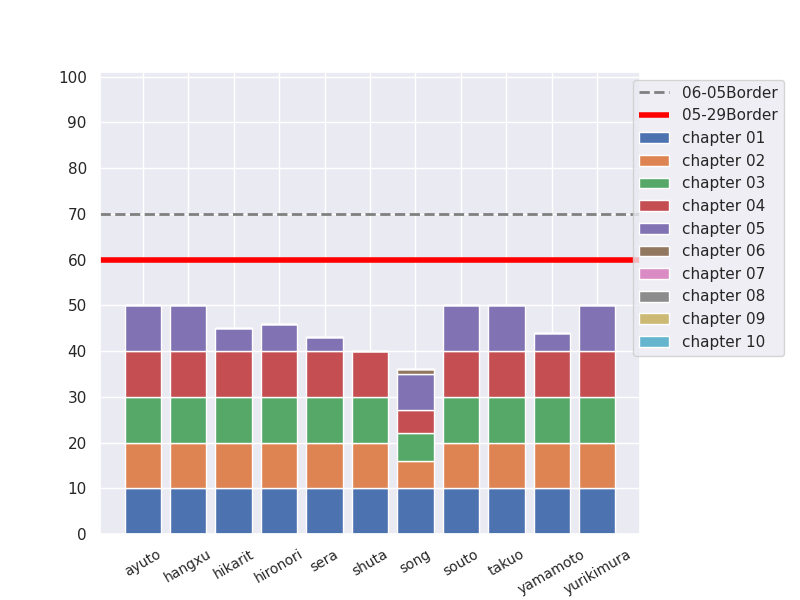 100
90
80
70
60
50
40
30
20
10
0
06-05Border
05-29Border
chapter 01
chapter 02
chapter 03
chapter 04
chapter 05
chapter 06
chapter 07
chapter 08
chapter 09
chapter 10
ayuto
hangxu
hikarit
hironori
sera
shuta
song
souto
takuo
yamamoto
yurikimura